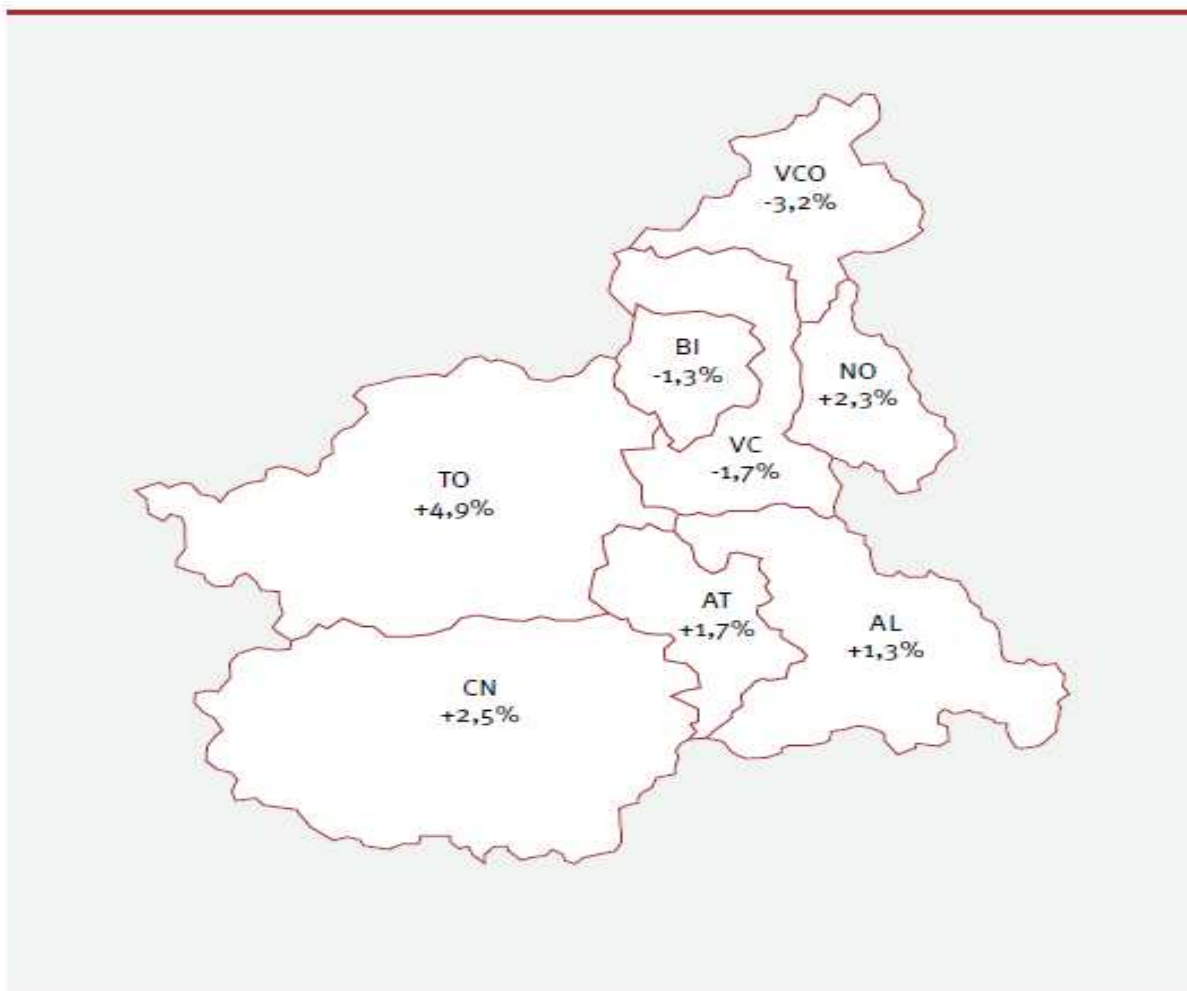 VCO
-3,2%
BI
-1,3%
NO
+2,3%
VC
-1,7%
TO
+4,9%
AT
+1,7%
AL
+1,3%
CN
+2,5%